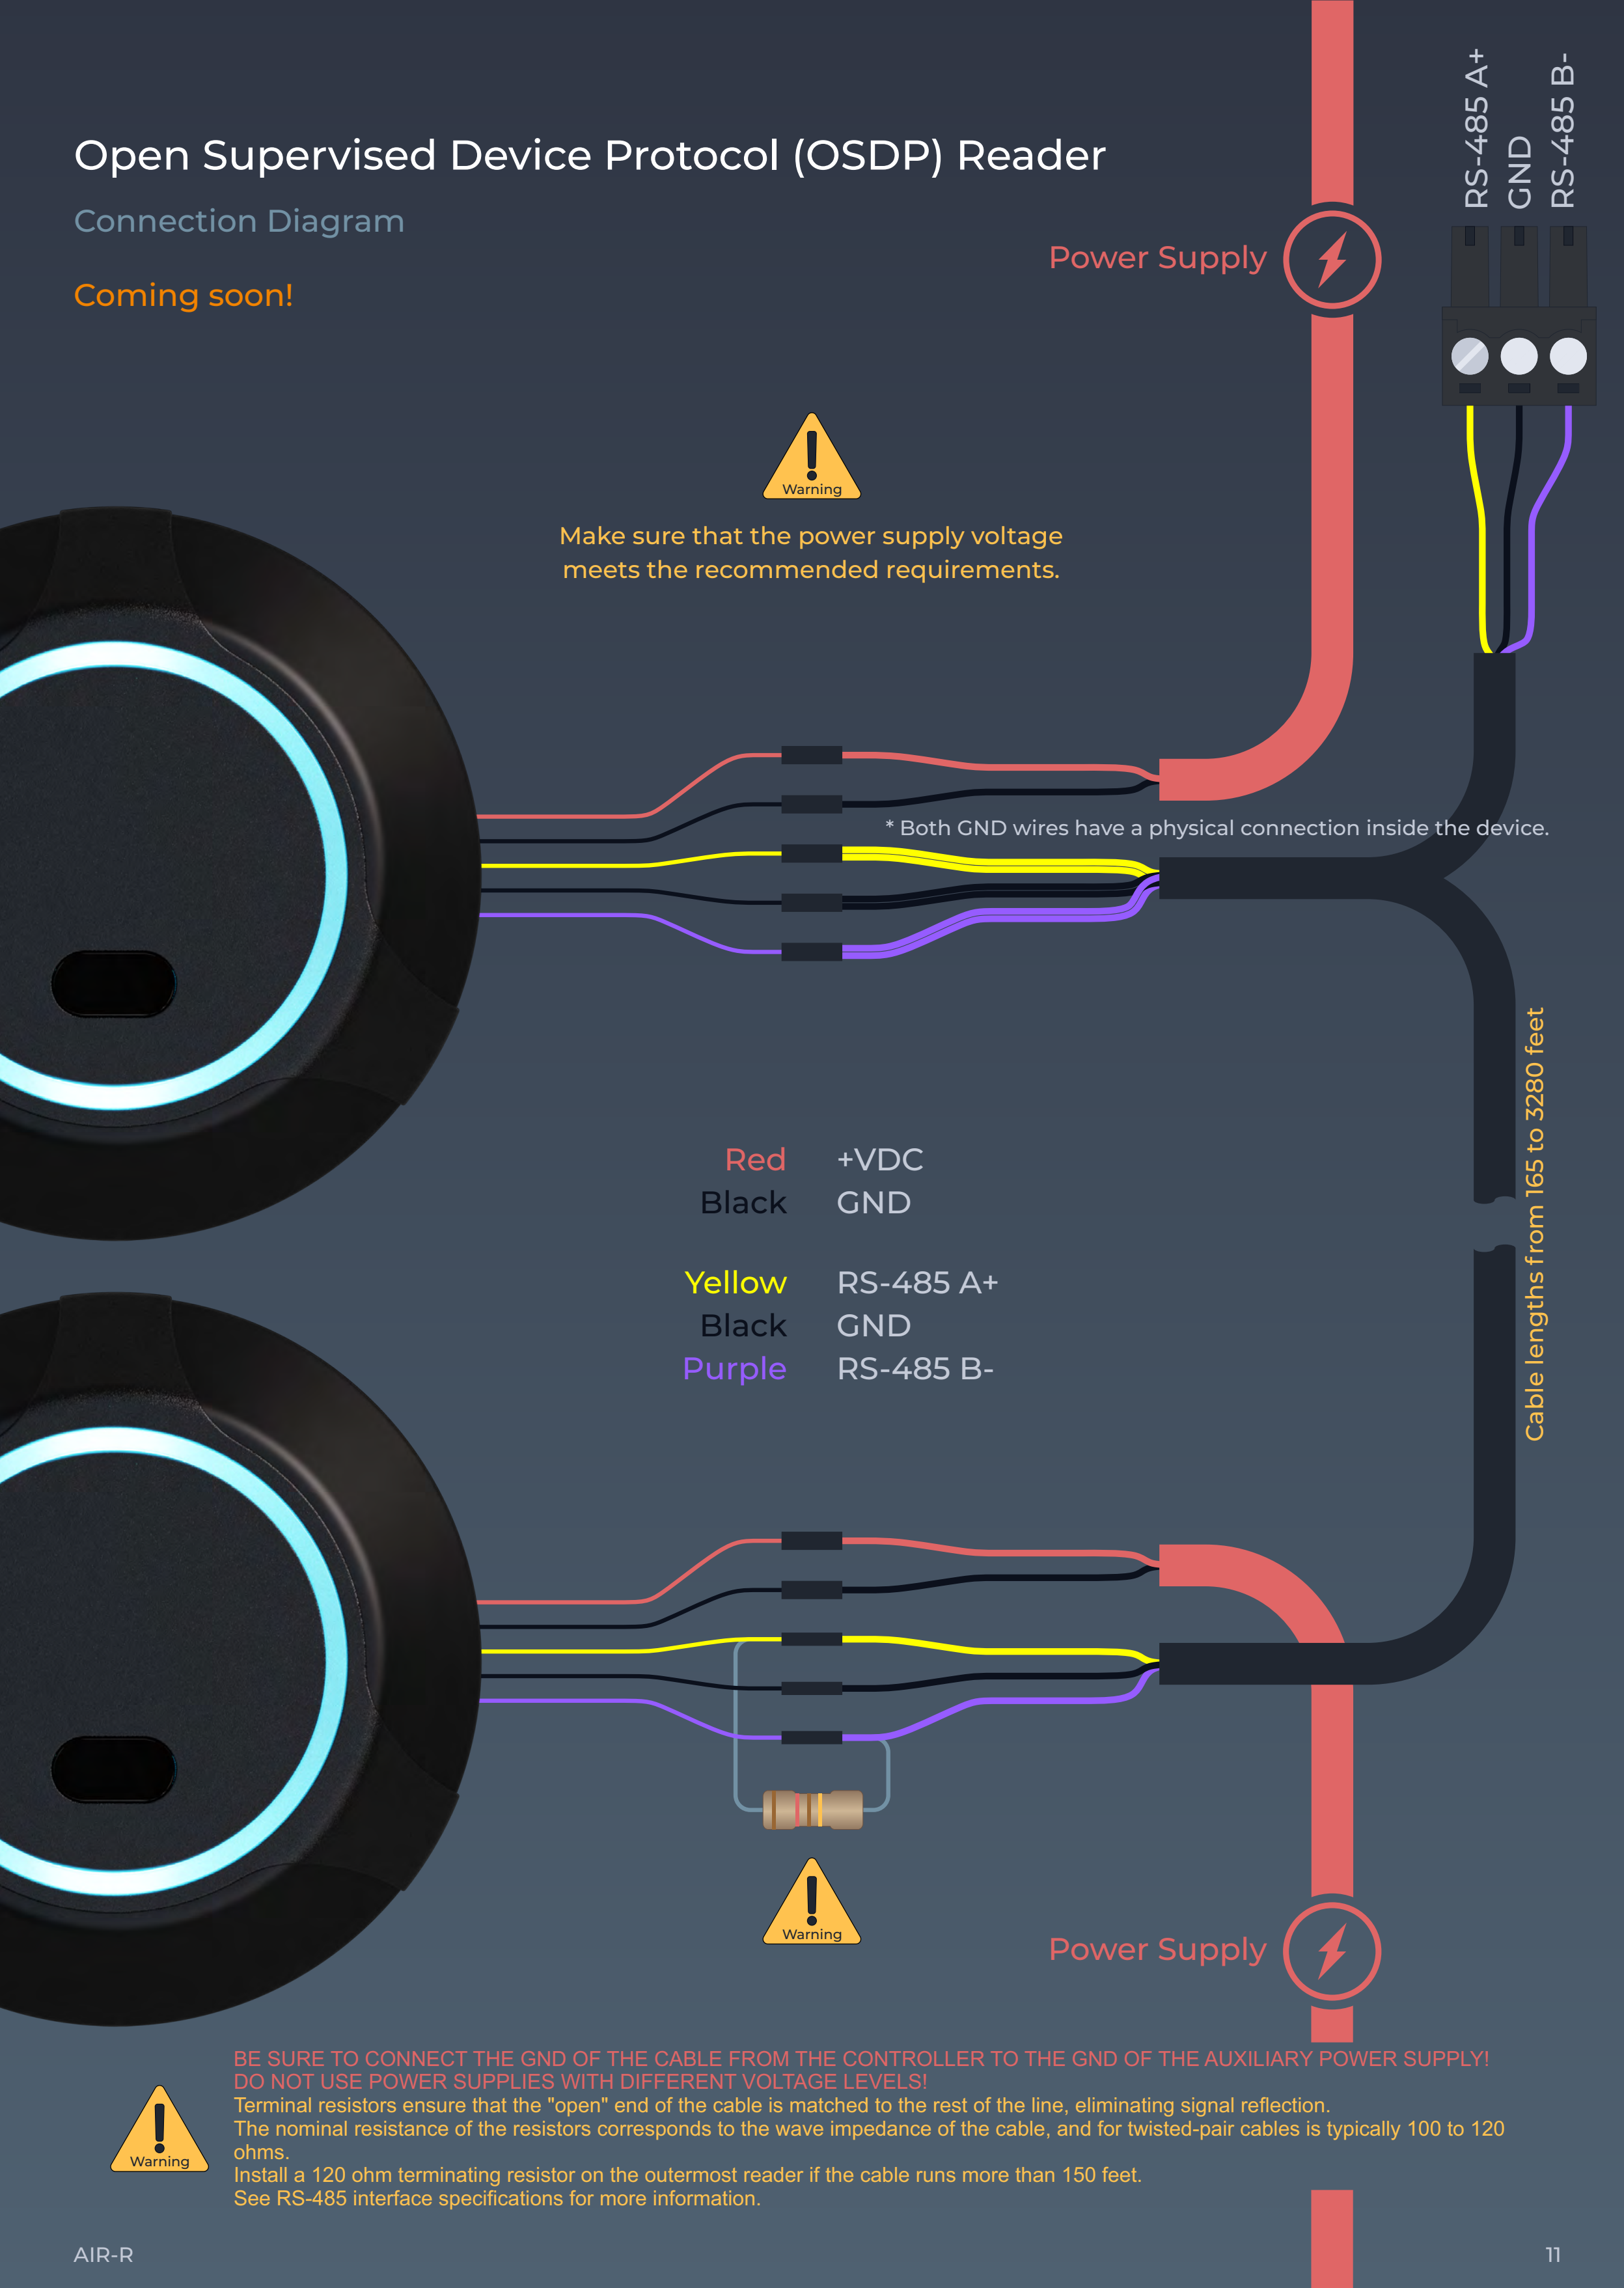 RS-485 A+
GND
RS-485 B-
Open Supervised Device Protocol (OSDP) Reader
Connection Diagram
Power Supply
Coming soon!
Warning
Make sure that the power supply voltage
meets the recommended requirements.
* Both GND wires have a physical connection inside the device.
Cable lengths from 165 to 3280 feet
Red +VDC
Black GND
Yellow RS-485 A+
Black GND
Purple RS-485 B-
Warning
Power Supply
BE SURE TO CONNECT THE GND OF THE CABLE FROM THE CONTROLLER TO THE GND OF THE AUXILIARY POWER SUPPLY!
DO NOT USE POWER SUPPLIES WITH DIFFERENT VOLTAGE LEVELS!
Terminal resistors ensure that the "open" end of the cable is matched to the rest of the line, eliminating signal reflection.
The nominal resistance of the resistors corresponds to the wave impedance of the cable, and for twisted-pair cables is typically 100 to 120
ohms.
Warning
Install a 120 ohm terminating resistor on the outermost reader if the cable runs more than 150 feet.
See RS-485 interface specifications for more information.
AIR-R
11